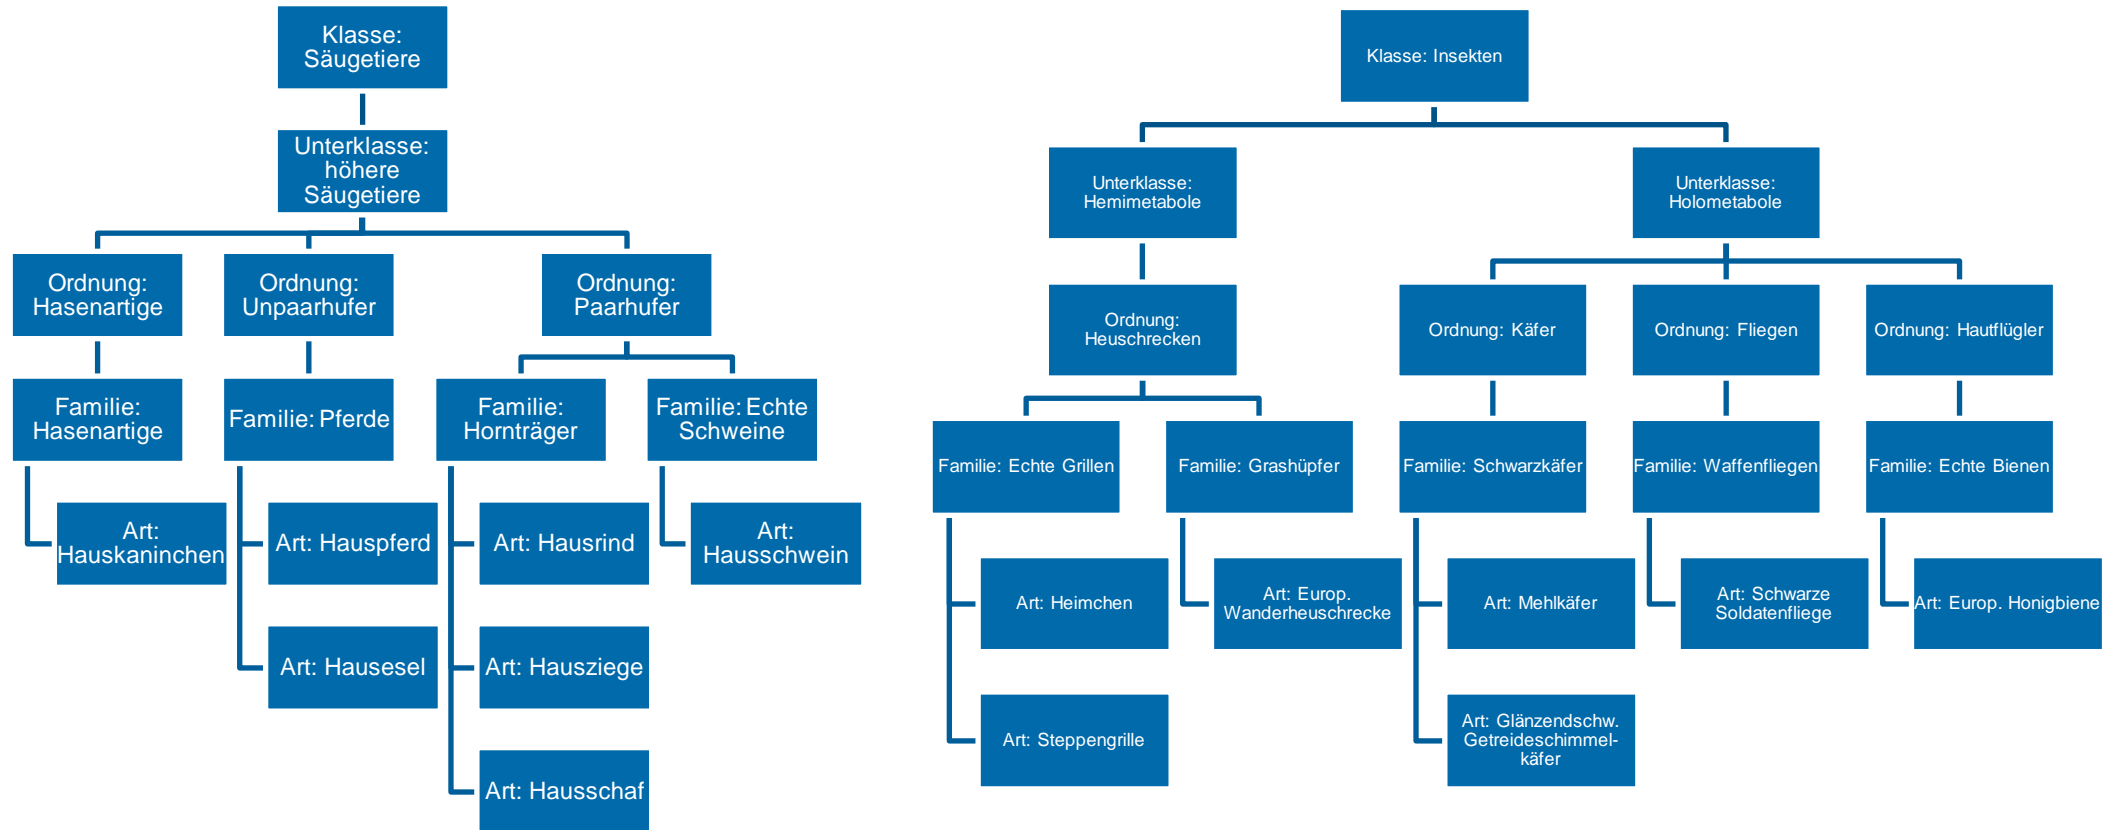 Klasse:
Säugetiere
Unterklasse:
höhere
Säugetiere
Ordnung:
Hasenartige
Ordnung:
Unpaarhufer
Ordnung:
Paarhufer
Familie:
Hasenartige
Familie: Pferde
Familie:
Hornträger
Familie: Echte
Schweine
Art:
Hauskaninchen
Art: Hauspferd
Art: Hausrind
Art:
Hausschwein
Art: Hausesel
Art: Hausziege
Art: Hausschaf
Klasse: Insekten
Unterklasse:
Hemimetabole
Unterklasse:
Holometabole
Ordnung:
Heuschrecken
Ordnung: Käfer
Ordnung: Fliegen
Ordnung: Hautflügler
Familie: Echte Grillen
Familie: Grashüpfer
Familie: Schwarzkäfer
Familie: Waffenfliegen
Familie: Echte Bienen
Art: Heimchen
Art: Europ.
Wanderheuschrecke
Art: Mehlkäfer
Art: Schwarze
Soldatenfliege
Art: Europ. Honigbiene
Art: Steppengrille
Art: Glänzendschw.
Getreideschimmel-
käfer